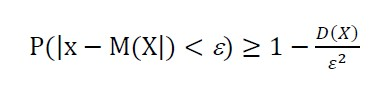 P(|x − M(X|) < ε) ≥ 1 − D(X)/ε²